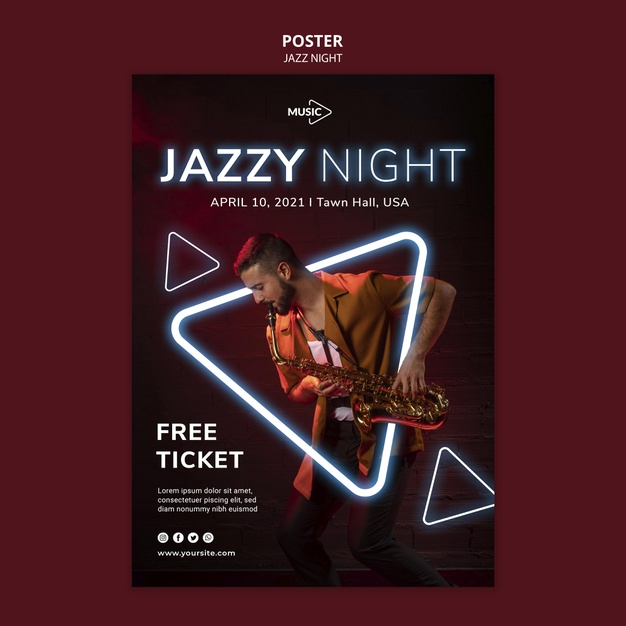 POSTER
JAZZ NIGHT
MUSIC
JAZZY NIGHT
APRIL 10, 2021 I Tawn Hall, USA
FREE
TICKET
Lorem ipsum dolor sit amet,
consectetuer piscing elit, sed
diam nonummy nibh euismod
www.yoursite.com